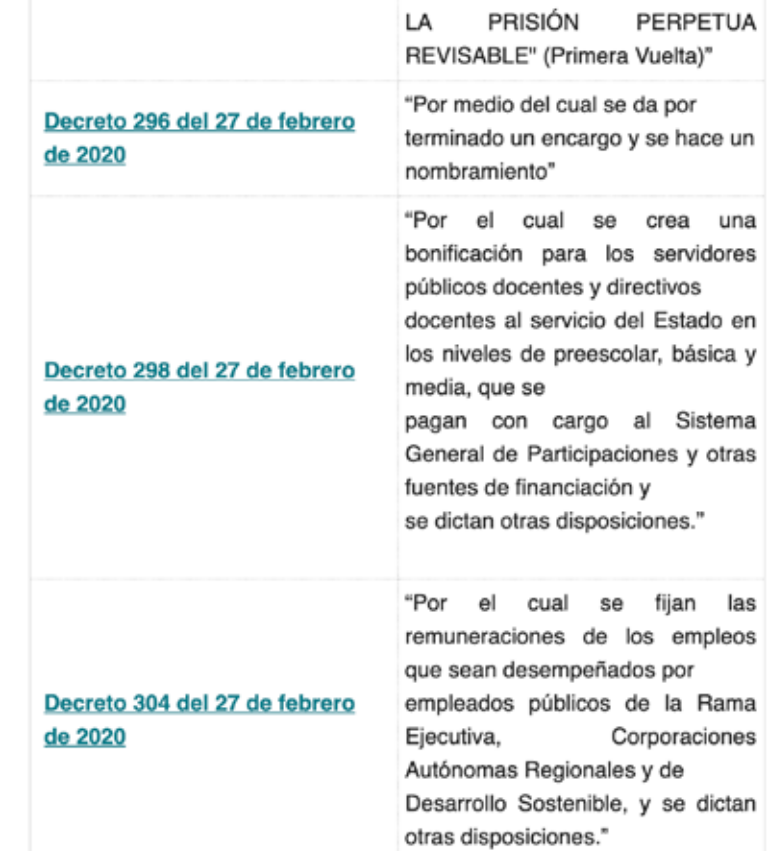 LA PRISIÓN PERPETUA
REVISABLE" (Primera Vuelta)”
Decreto 296 del 27 de febrero
de 2020
“Por medio del cual se da por
terminado un encargo y se hace un
nombramiento”
Decreto 298 del 27 de febrero
de 2020
“Por el cual se crea una
bonificación para los servidores
públicos docentes y directivos
docentes al servicio del Estado en
los niveles de preescolar, básica y
media, que se
pagan con cargo al Sistema
General de Participaciones y otras
fuentes de financiación y
se dictan otras disposiciones.”
Decreto 304 del 27 de febrero
de 2020
“Por el cual se fijan las
remuneraciones de los empleos
que sean desempeñados por
empleados públicos de la Rama
Ejecutiva, Corporaciones
Autónomas Regionales y de
Desarrollo Sostenible, y se dictan
otras disposiciones.”